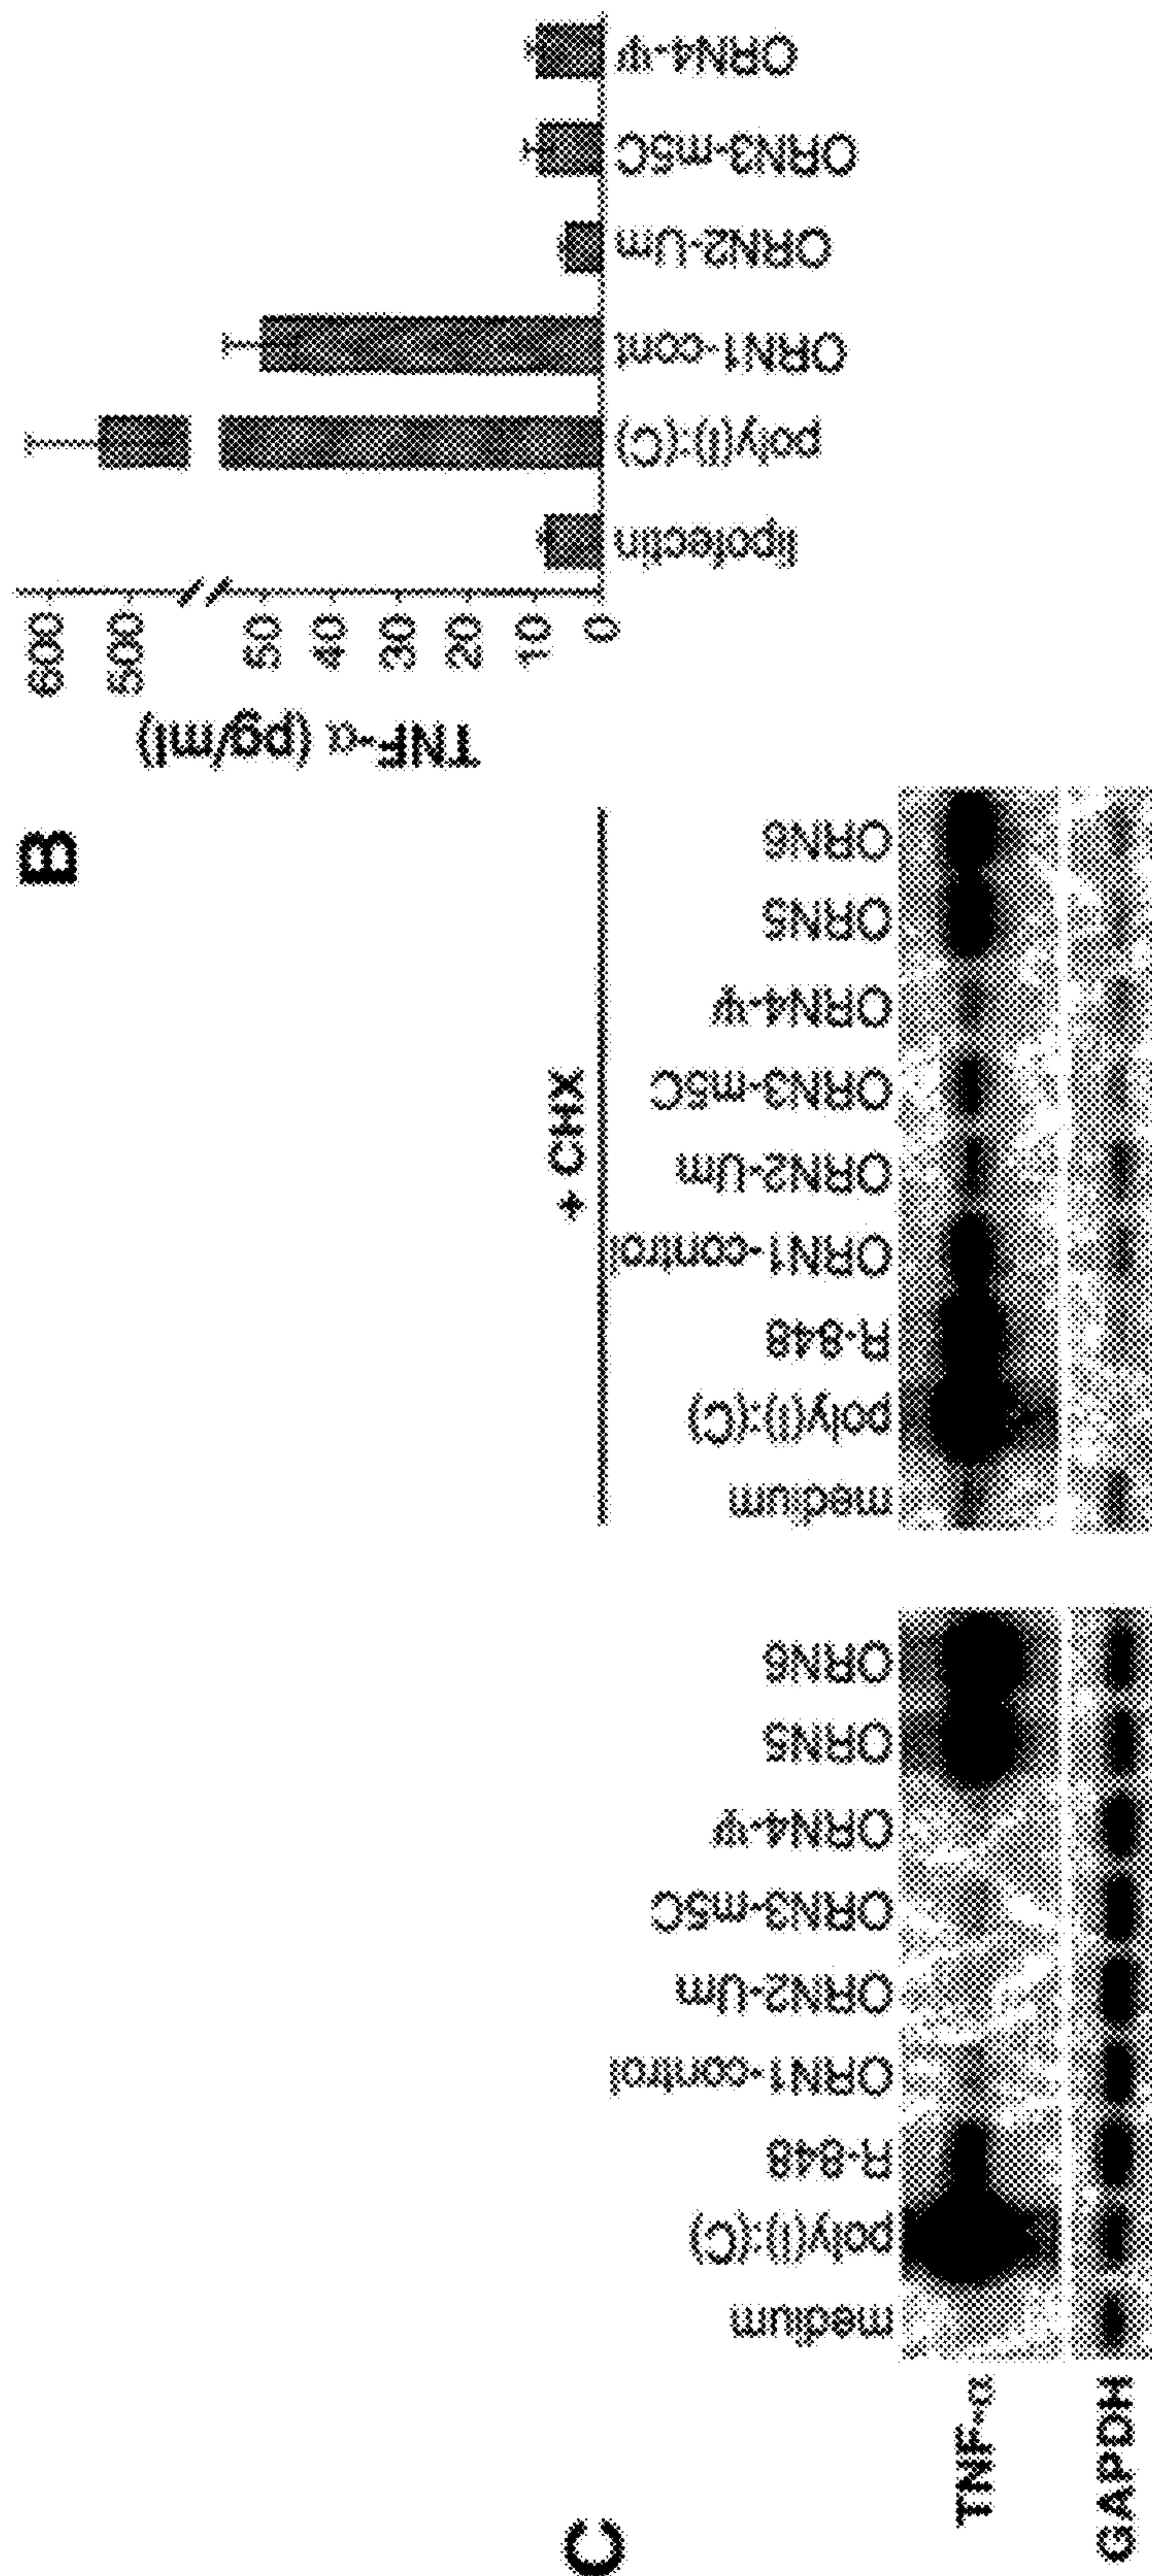 B
TNF-α (pg/ml)
600
500
50
40
30
20
10
0
lipofectin
poly(I):(C)
ORN1-cont
ORN2-Um
ORN3-m5C
ORN4-Ψ
C
+ CHX
medium
poly(I):(C)
R-848
ORN1-control
ORN2-Um
ORN3-m5C
ORN4-Ψ
ORN5
ORN6
medium
poly(I):(C)
R-848
ORN1-control
ORN2-Um
ORN3-m5C
ORN4-Ψ
ORN5
ORN6
TNF-α
GAPDH